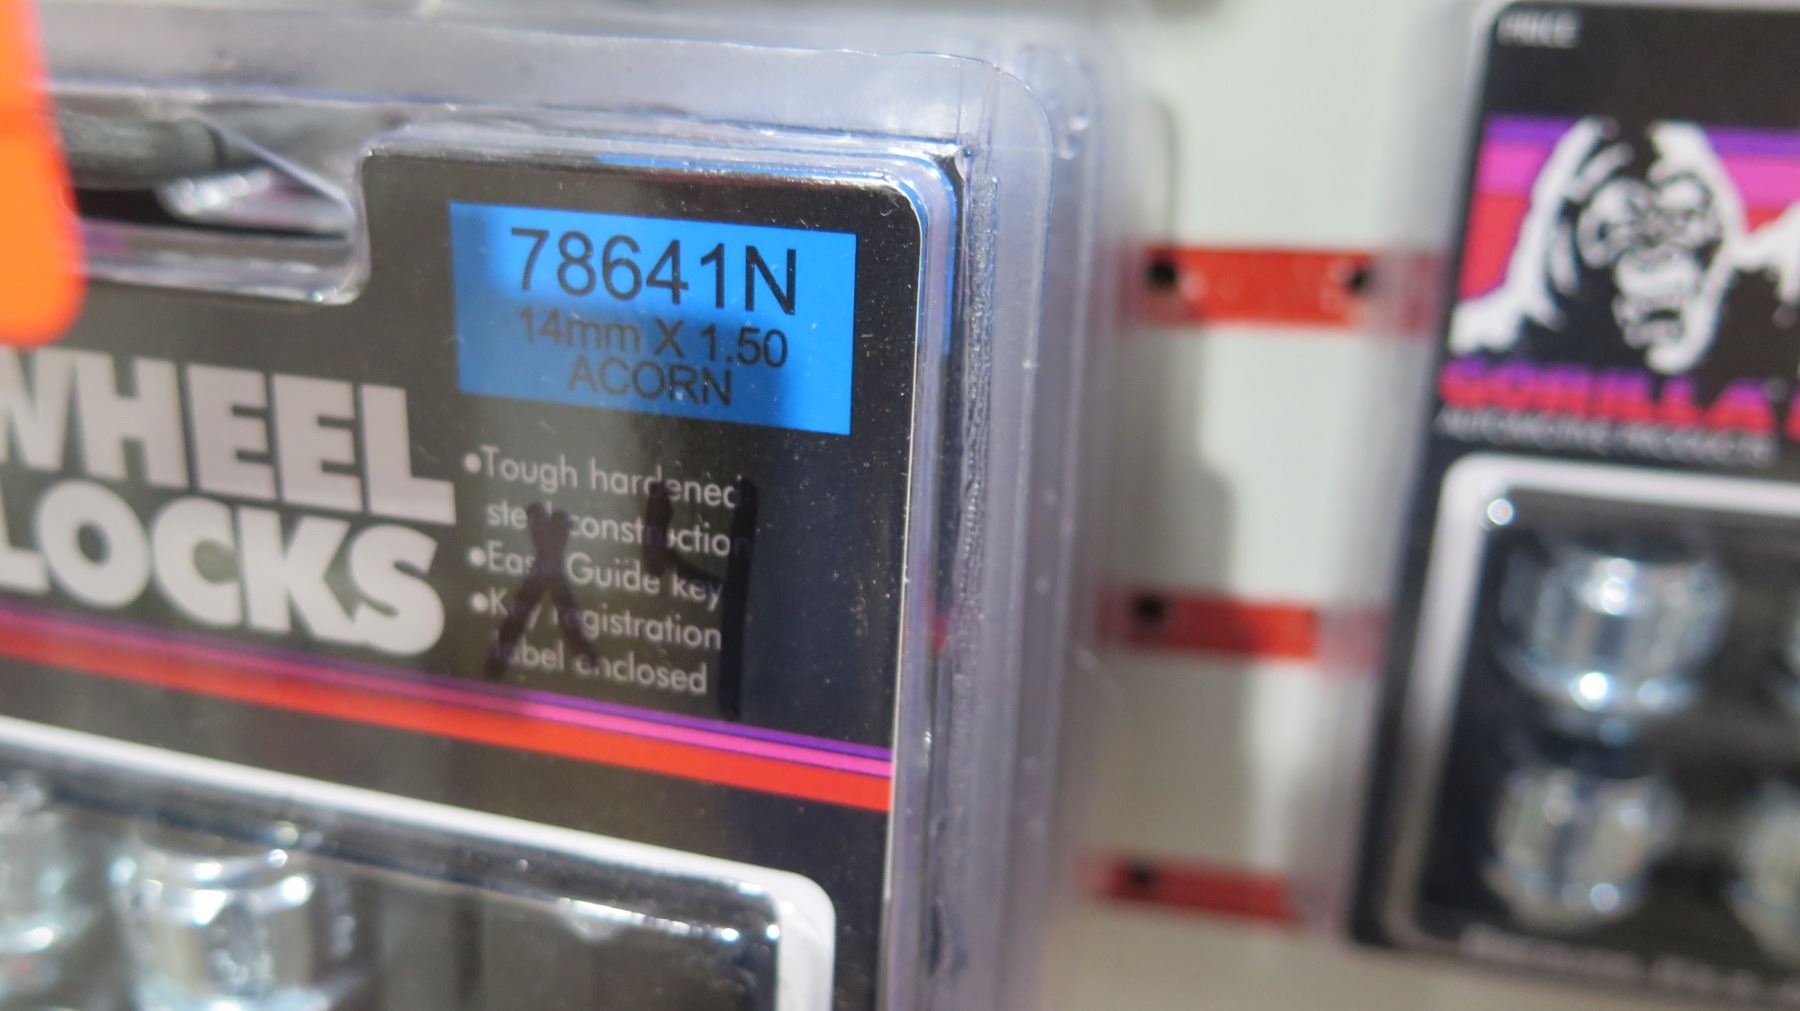 78641N
14mm X 1.50
ACORN
WHEEL
LOCKS
•Tough hardened
steel construction
•Easy Guide key
•Key registration
label enclosed
X4
GORILLA
AUTOMOTIVE PRODUCTS